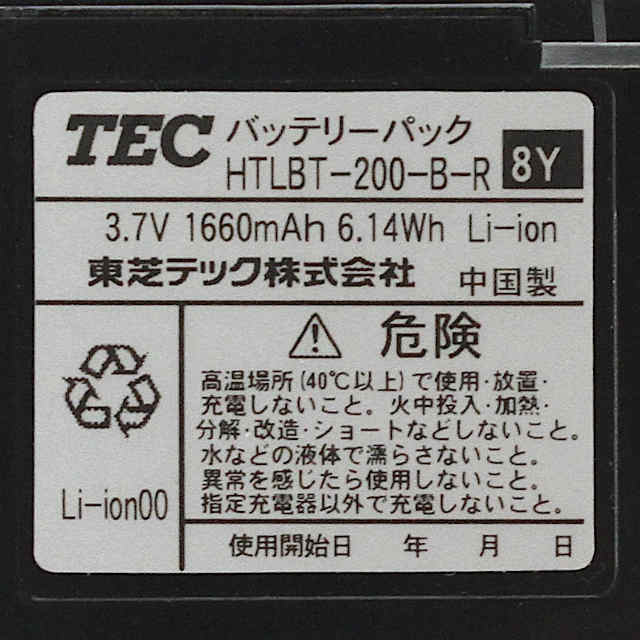 TEC バッテリーパック
HTLBT-200-B-R 8Y
3.7V 1660mAh 6.14Wh Li-ion
東芝テック株式会社 中国製
⚠ 危険
高温場所(40℃以上)で使用・放置・
充電しないこと。火中投入・加熱・
分解・改造・ショートなどしないこと。
水などの液体で濡らさないこと。
異常を感じたら使用しないこと。
指定充電器以外で充電しないこと。
Li-ion00
使用開始日 年 月 日